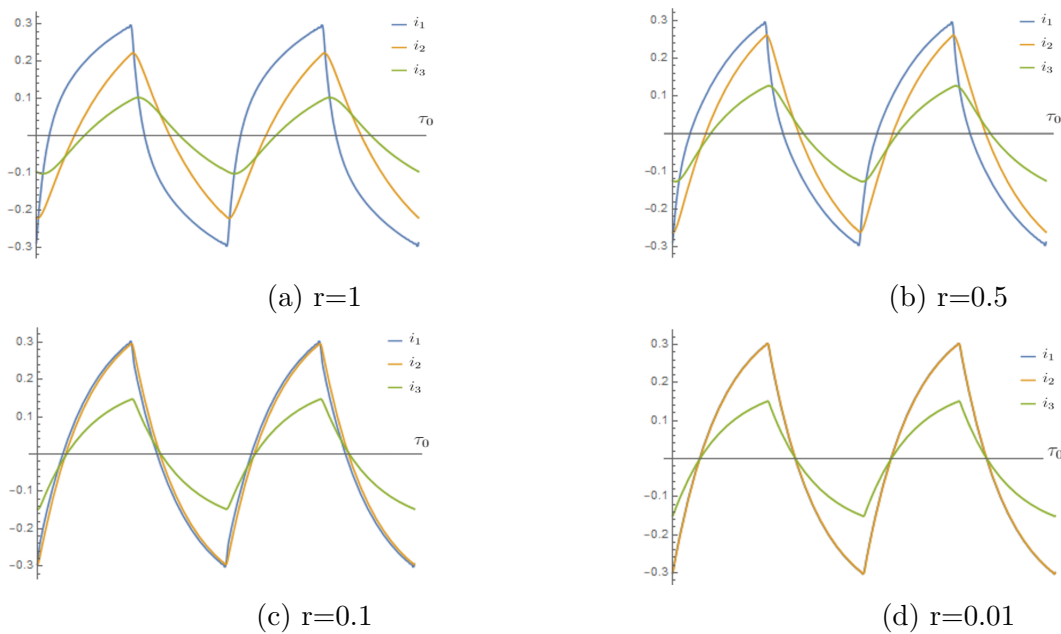 0.3
0.2
0.1
-0.1
-0.2
-0.3
i₁
i₂
i₃
τ₀
(a) r=1
0.3
0.2
0.1
-0.1
-0.2
-0.3
i₁
i₂
i₃
τ₀
(b) r=0.5
0.3
0.2
0.1
-0.1
-0.2
-0.3
i₁
i₂
i₃
τ₀
(c) r=0.1
0.3
0.2
0.1
-0.1
-0.2
-0.3
i₁
i₂
i₃
τ₀
(d) r=0.01